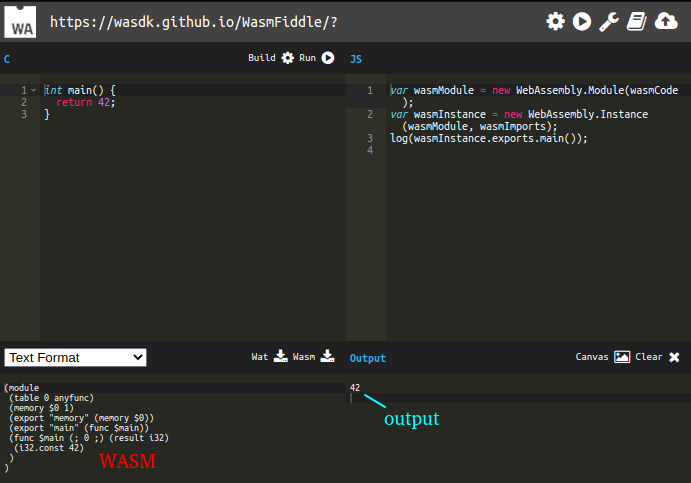 WA https://wasdk.github.io/WasmFiddle/?
C Build Run
1 int main() {
2 return 42;
3 }
JS
1 var wasmModule = new WebAssembly.Module(wasmCode
);
2 var wasmInstance = new WebAssembly.Instance
(wasmModule, wasmImports);
3 log(wasmInstance.exports.main());
4
Text Format Wat Wasm
(module
(table 0 anyfunc)
(memory $0 1)
(export "memory" (memory $0))
(export "main" (func $main))
(func $main (; 0 ;) (result i32)
(i32.const 42)
)
)
WASM
Output Canvas Clear
42
output